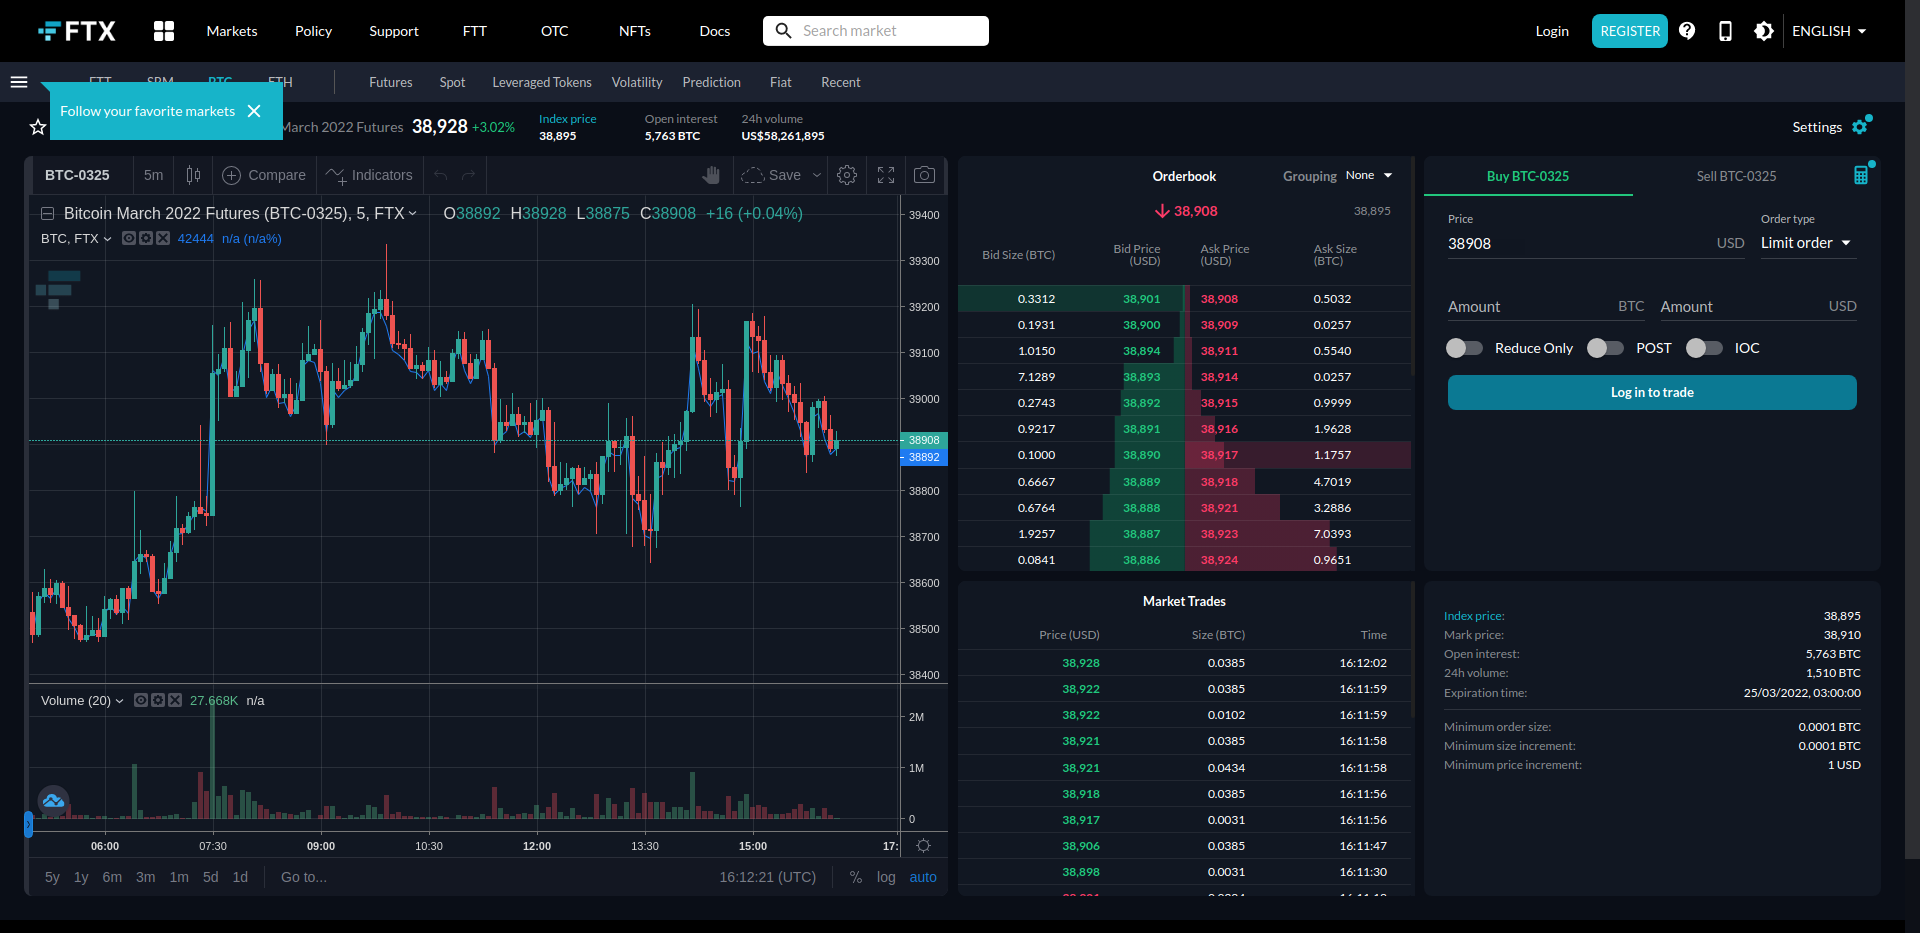 FTX Markets Policy Support FTT OTC NFTs Docs Search market Login REGISTER ENGLISH
FTT SRM BTC ETH Futures Spot Leveraged Tokens Volatility Prediction Fiat Recent
Follow your favorite markets
March 2022 Futures 38,928 +3.02%
Index price
38,895
Open interest
5,763 BTC
24h volume
US$58,261,895
Settings
BTC-0325 5m Compare Indicators Save
Bitcoin March 2022 Futures (BTC-0325), 5, FTX O38892 H38928 L38875 C38908 +16 (+0.04%)
BTC, FTX 42444 n/a (n/a%)
39400
39300
39200
39100
39000
38908
38892
38800
38700
38600
38500
38400
Volume (20) 27.668K n/a
2M
1M
0
06:00 07:30 09:00 10:30 12:00 13:30 15:00 17:
5y 1y 6m 3m 1m 5d 1d Go to... 16:12:21 (UTC) % log auto
Orderbook Grouping None
38,908 38,895
Bid Size (BTC) Bid Price (USD) Ask Price (USD) Ask Size (BTC)
0.3312 38,901 38,908 0.5032
0.1931 38,900 38,909 0.0257
1.0150 38,894 38,911 0.5540
7.1289 38,893 38,914 0.0257
0.2743 38,892 38,915 0.9999
0.9217 38,891 38,916 1.9628
0.1000 38,890 38,917 1.1757
0.6667 38,889 38,918 4.7019
0.6764 38,888 38,921 3.2886
1.9257 38,887 38,923 7.0393
0.0841 38,886 38,924 0.9651
Market Trades
Price (USD) Size (BTC) Time
38,928 0.0385 16:12:02
38,922 0.0385 16:11:59
38,922 0.0102 16:11:59
38,921 0.0385 16:11:58
38,921 0.0434 16:11:58
38,918 0.0385 16:11:56
38,917 0.0031 16:11:56
38,906 0.0385 16:11:47
38,898 0.0031 16:11:30
Buy BTC-0325 Sell BTC-0325
Price Order type
38908 USD Limit order
Amount BTC Amount USD
Reduce Only POST IOC
Log in to trade
Index price: 38,895
Mark price: 38,910
Open interest: 5,763 BTC
24h volume: 1,510 BTC
Expiration time: 25/03/2022, 03:00:00
Minimum order size: 0.0001 BTC
Minimum size increment: 0.0001 BTC
Minimum price increment: 1 USD